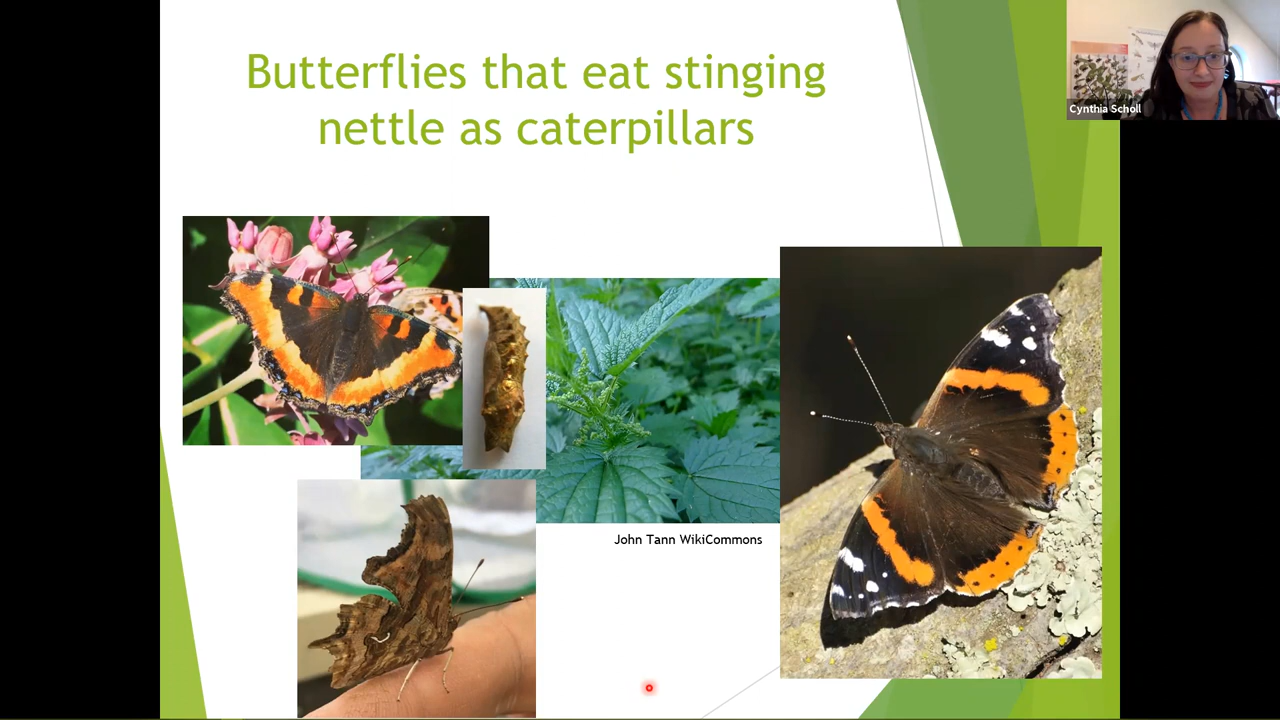 Butterflies that eat stinging
nettle as caterpillars
Cynthia Scholl
John Tann WikiCommons